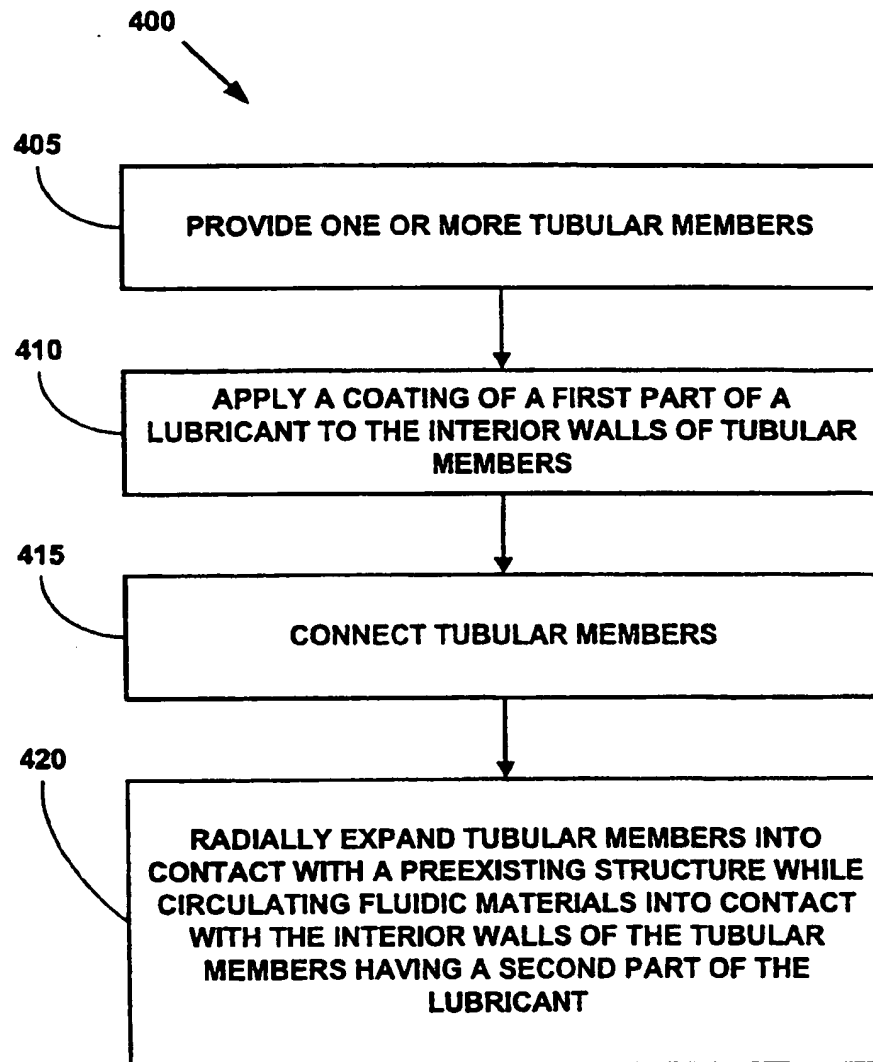 400
405
PROVIDE ONE OR MORE TUBULAR MEMBERS
410
APPLY A COATING OF A FIRST PART OF A
LUBRICANT TO THE INTERIOR WALLS OF TUBULAR
MEMBERS
415
CONNECT TUBULAR MEMBERS
420
RADIALLY EXPAND TUBULAR MEMBERS INTO
CONTACT WITH A PREEXISTING STRUCTURE WHILE
CIRCULATING FLUIDIC MATERIALS INTO CONTACT
WITH THE INTERIOR WALLS OF THE TUBULAR
MEMBERS HAVING A SECOND PART OF THE
LUBRICANT